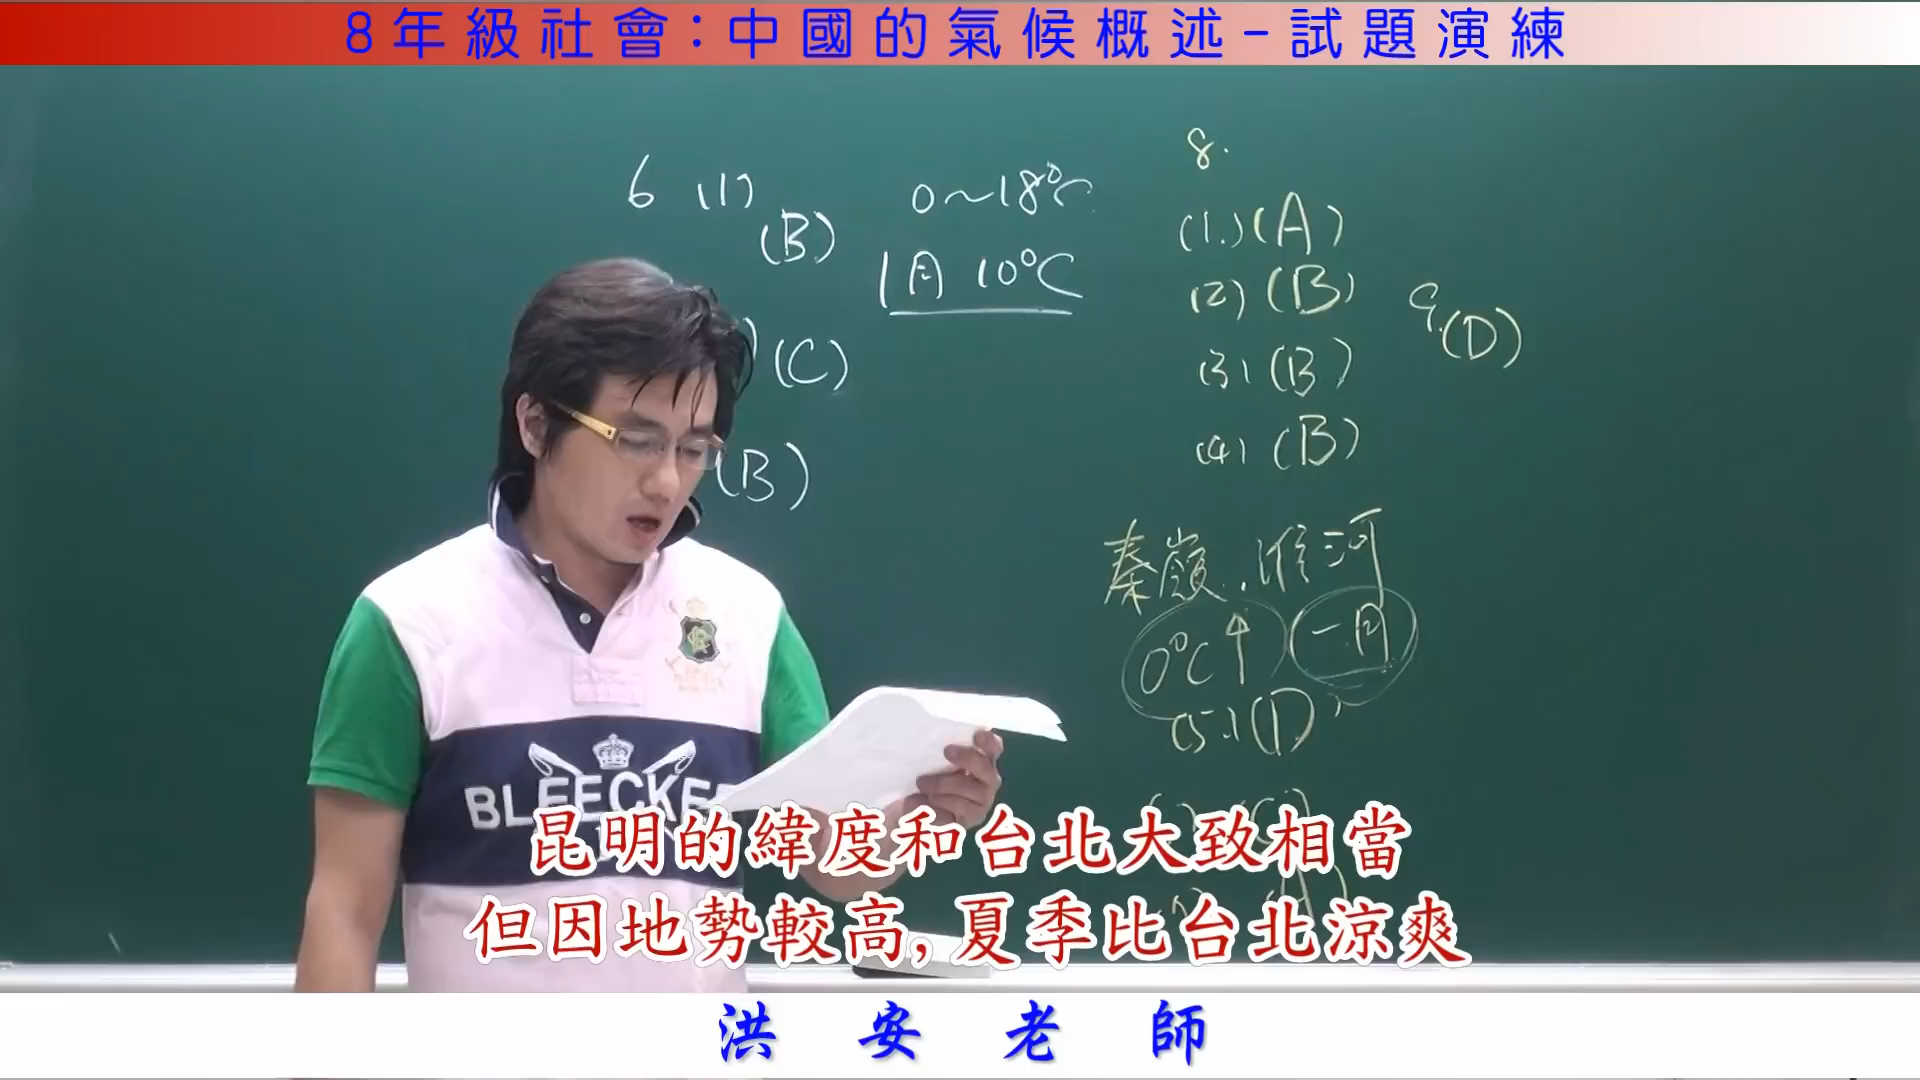 8年級社會:中國的氣候概述-試題演練
6 (1)
(B)
0~18°C
1月 10°C
(C)
(B)
8.
(1.)(A)
(2)(B)
(3)(B)
(4)(B)
9.(D)
秦嶺.淮河
0°C↑ (一月)
(5.)(D)
BLEECKE
昆明的緯度和台北大致相當
但因地勢較高,夏季比台北涼爽
洪安老師